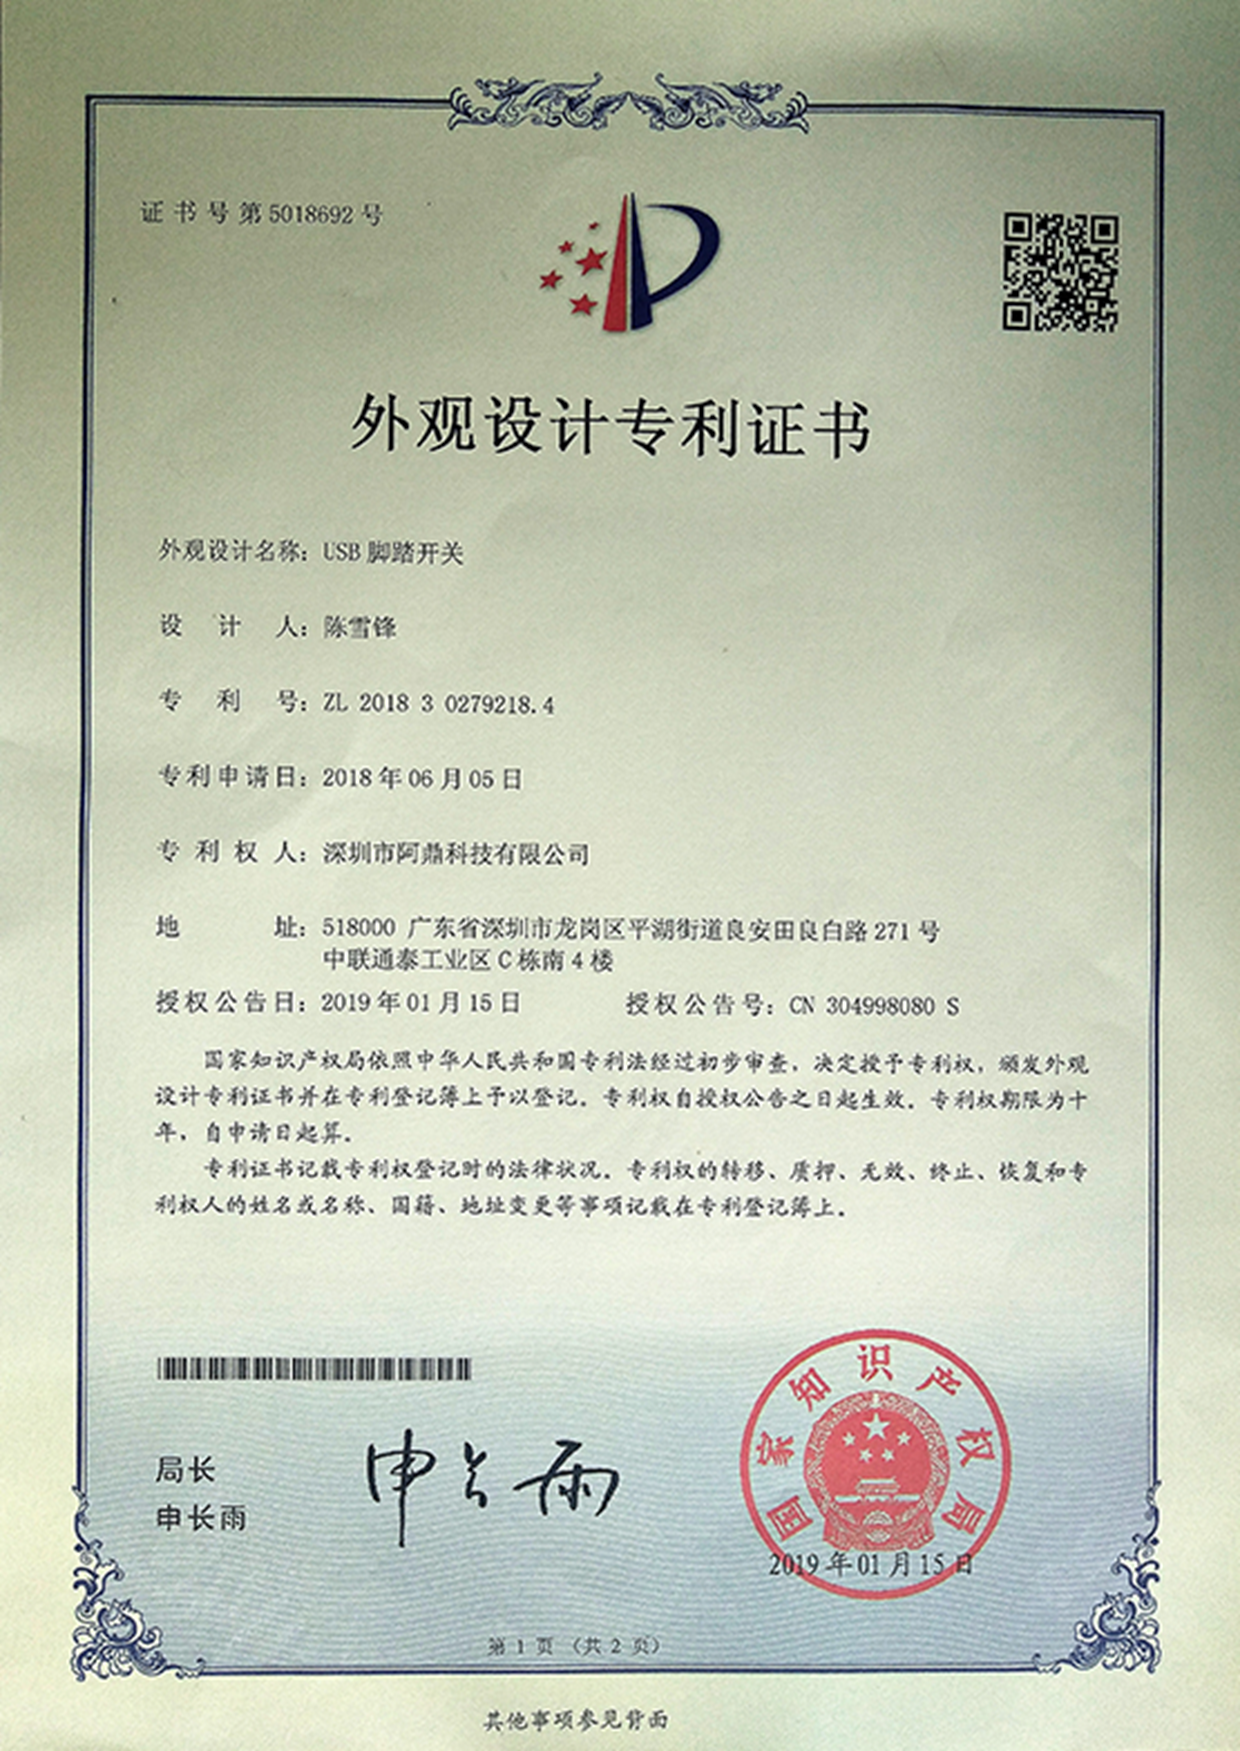 证书号第5018692号
外观设计专利证书
外观设计名称：USB 脚踏开关
设计人：陈雪锋
专利号：ZL 2018 3 0279218.4
专利申请日：2018年06月05日
专利权人：深圳市阿鼎科技有限公司
地址：518000 广东省深圳市龙岗区平湖街道良安田良白路271号
中联通泰工业区C栋南4楼
授权公告日：2019年01月15日 授权公告号：CN 304998080 S
国家知识产权局依照中华人民共和国专利法经过初步审查，决定授予专利权，颁发外观
设计专利证书并在专利登记簿上予以登记。专利权自授权公告之日起生效。专利权期限为十
年，自申请日起算。
专利证书记载专利权登记时的法律状况。专利权的转移、质押、无效、终止、恢复和专
利权人的姓名或名称、国籍、地址变更等事项记载在专利登记簿上。
局长
申长雨
申长雨
国家知识产权局
2019年01月15日
第 1 页 （共 2 页）
其他事项参见背面